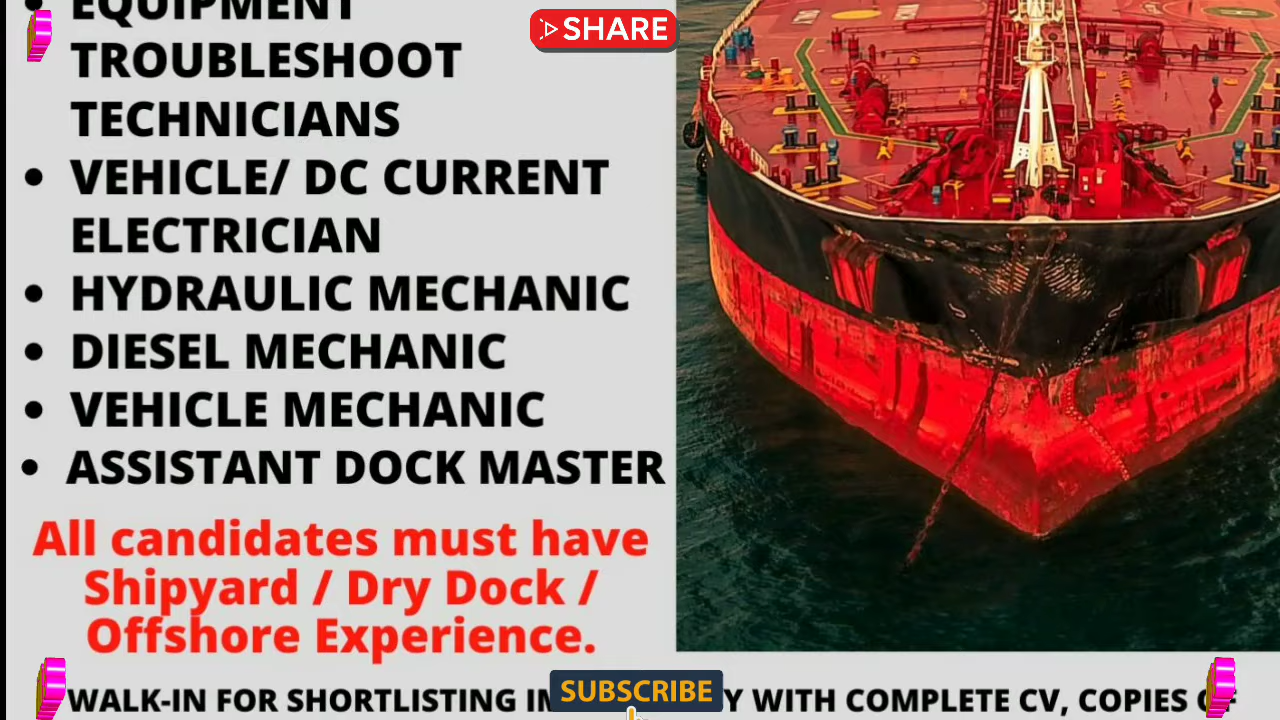 EQUIPMENT
TROUBLESHOOT
TECHNICIANS
• VEHICLE/ DC CURRENT
ELECTRICIAN
• HYDRAULIC MECHANIC
• DIESEL MECHANIC
• VEHICLE MECHANIC
• ASSISTANT DOCK MASTER
All candidates must have
Shipyard / Dry Dock /
Offshore Experience.
WALK-IN FOR SHORTLISTING WITH COMPLETE CV, COPIES
SHARE
SUBSCRIBE